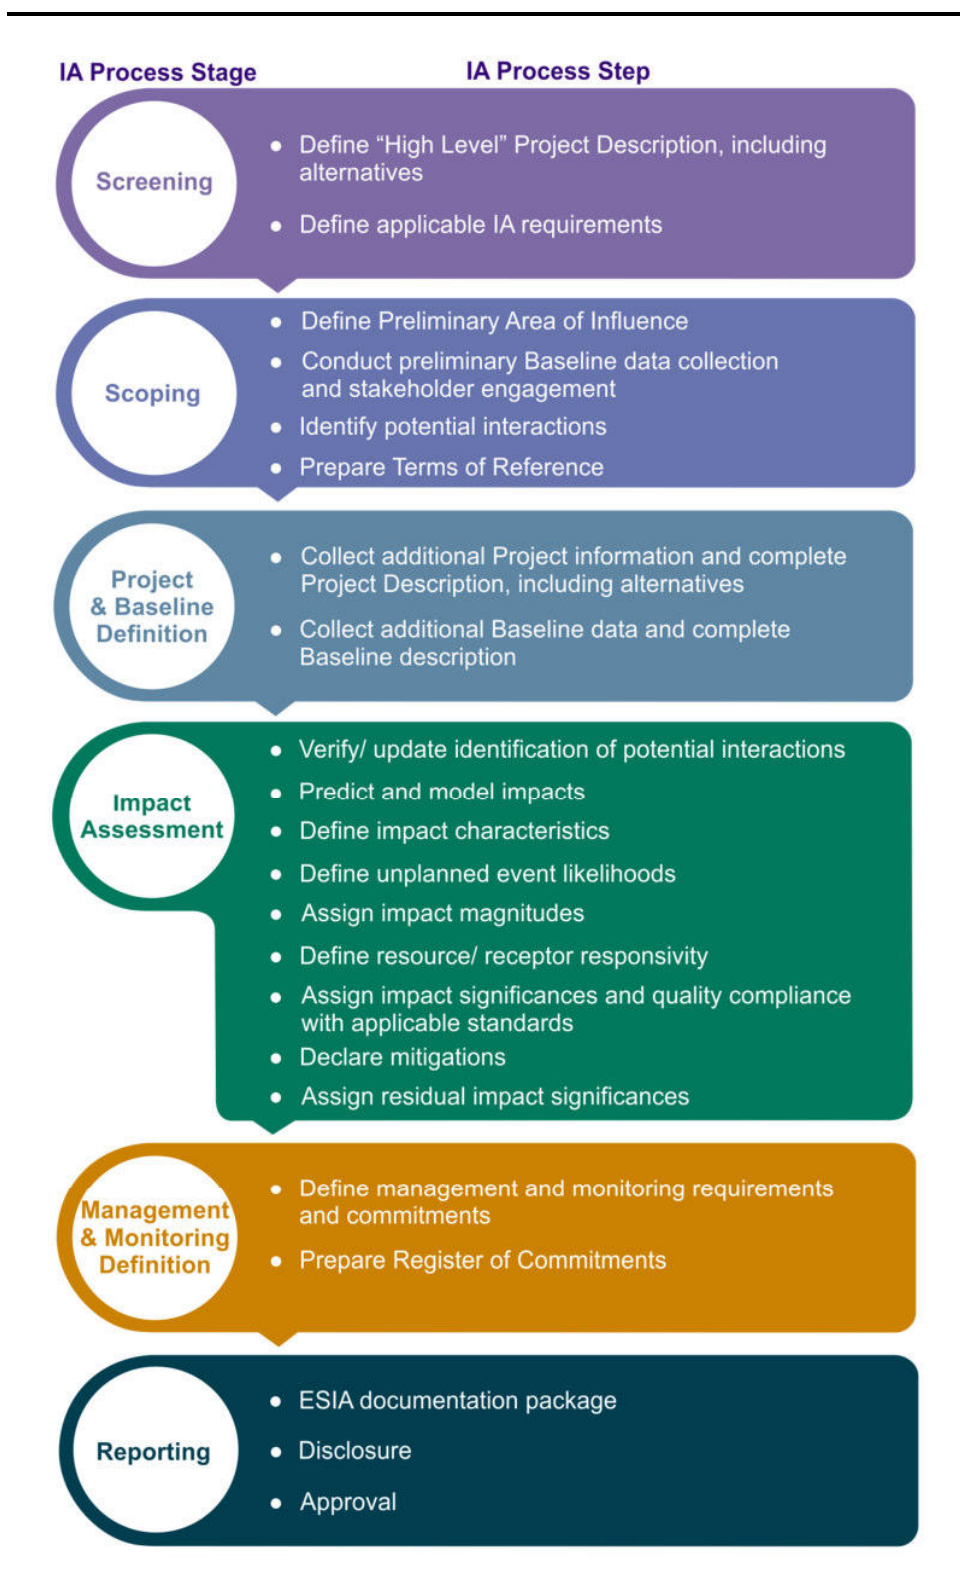 IA Process Stage
IA Process Step
Screening
● Define “High Level” Project Description, including
alternatives
● Define applicable IA requirements
Scoping
● Define Preliminary Area of Influence
● Conduct preliminary Baseline data collection
and stakeholder engagement
● Identify potential interactions
● Prepare Terms of Reference
Project
& Baseline
Definition
● Collect additional Project information and complete
Project Description, including alternatives
● Collect additional Baseline data and complete
Baseline description
Impact
Assessment
● Verify/ update identification of potential interactions
● Predict and model impacts
● Define impact characteristics
● Define unplanned event likelihoods
● Assign impact magnitudes
● Define resource/ receptor responsivity
● Assign impact significances and quality compliance
with applicable standards
● Declare mitigations
● Assign residual impact significances
Management
& Monitoring
Definition
● Define management and monitoring requirements
and commitments
● Prepare Register of Commitments
Reporting
● ESIA documentation package
● Disclosure
● Approval